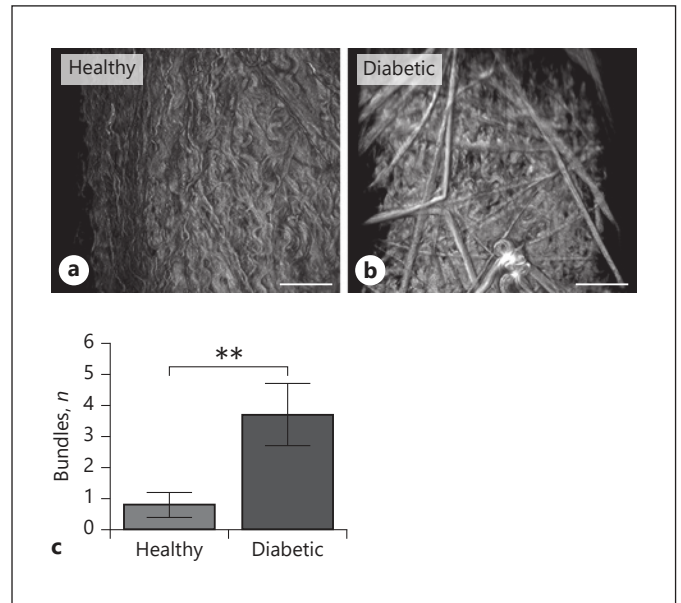 Healthy
Diabetic
a
b
6
5
4
3
2
1
0
Bundles, n
**
Healthy
Diabetic
c